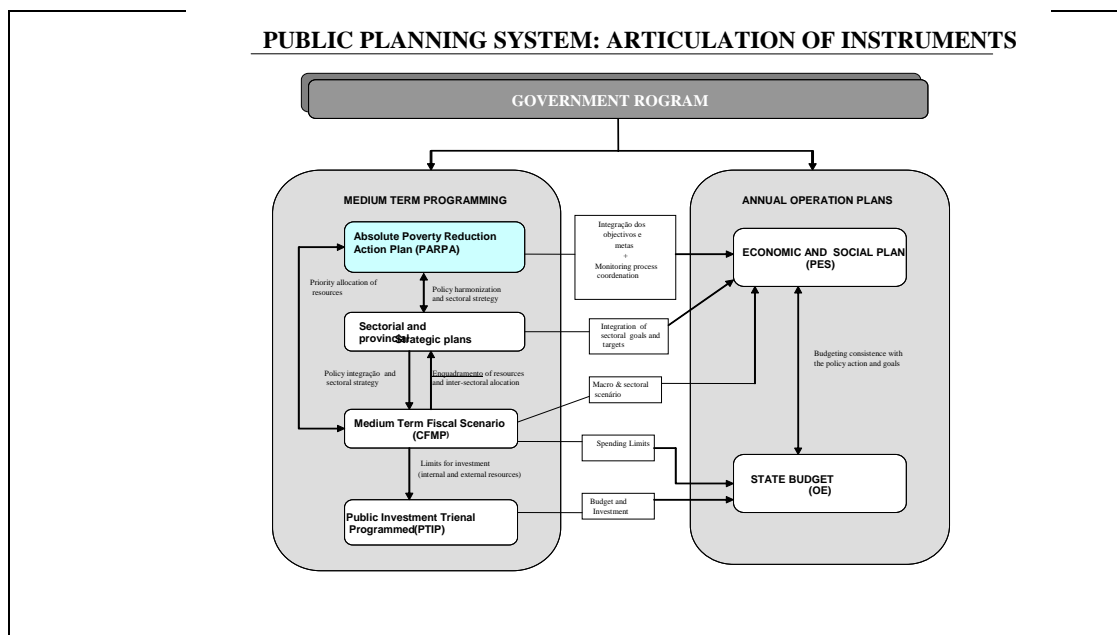 PUBLIC PLANNING SYSTEM: ARTICULATION OF INSTRUMENTS
GOVERNMENT ROGRAM
MEDIUM TERM PROGRAMMING
Absolute Poverty Reduction
Action Plan (PARPA)
Priority allocation of
resources
Policy harmonization
and sectoral stretegy
Sectorial and
provincial
Strategic plans
Policy integração and
sectoral strategy
Enquadramento of resources
and inter-sectoral allocation
Medium Term Fiscal Scenario
(CFMP)
Limits for investment
(internal and external resources)
Public Investment Trienal
Programmed(PTIP)
Integração dos
objectivos e
metas
+
Monitoring process
coordenation
Integration of
sectoral goals and
targets
Macro & sectoral
scenário
Spending Limits
Budget and
Investment
ANNUAL OPERATION PLANS
ECONOMIC AND SOCIAL PLAN
(PES)
Budgeting consistence with
the policy action and goals
STATE BUDGET
(OE)